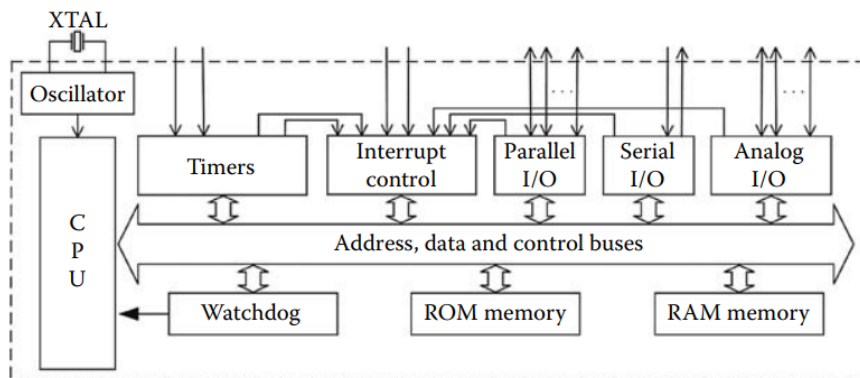 XTAL
Oscillator
Timers
Interrupt
control
Parallel
I/O
Serial
I/O
Analog
I/O
C
P
U
Address, data and control buses
Watchdog
ROM memory
RAM memory